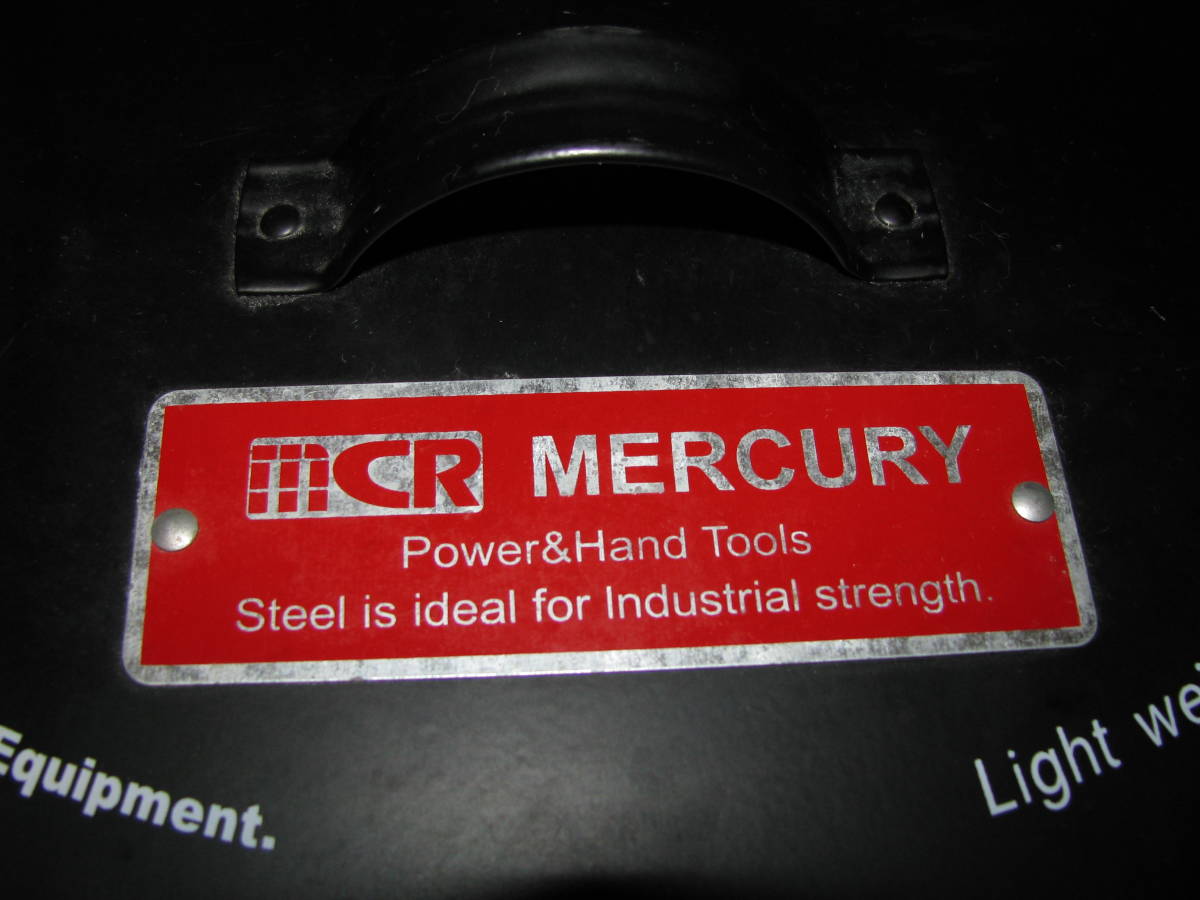 CR MERCURY
Power&Hand Tools
Steel is ideal for Industrial strength.
Equipment.
Light